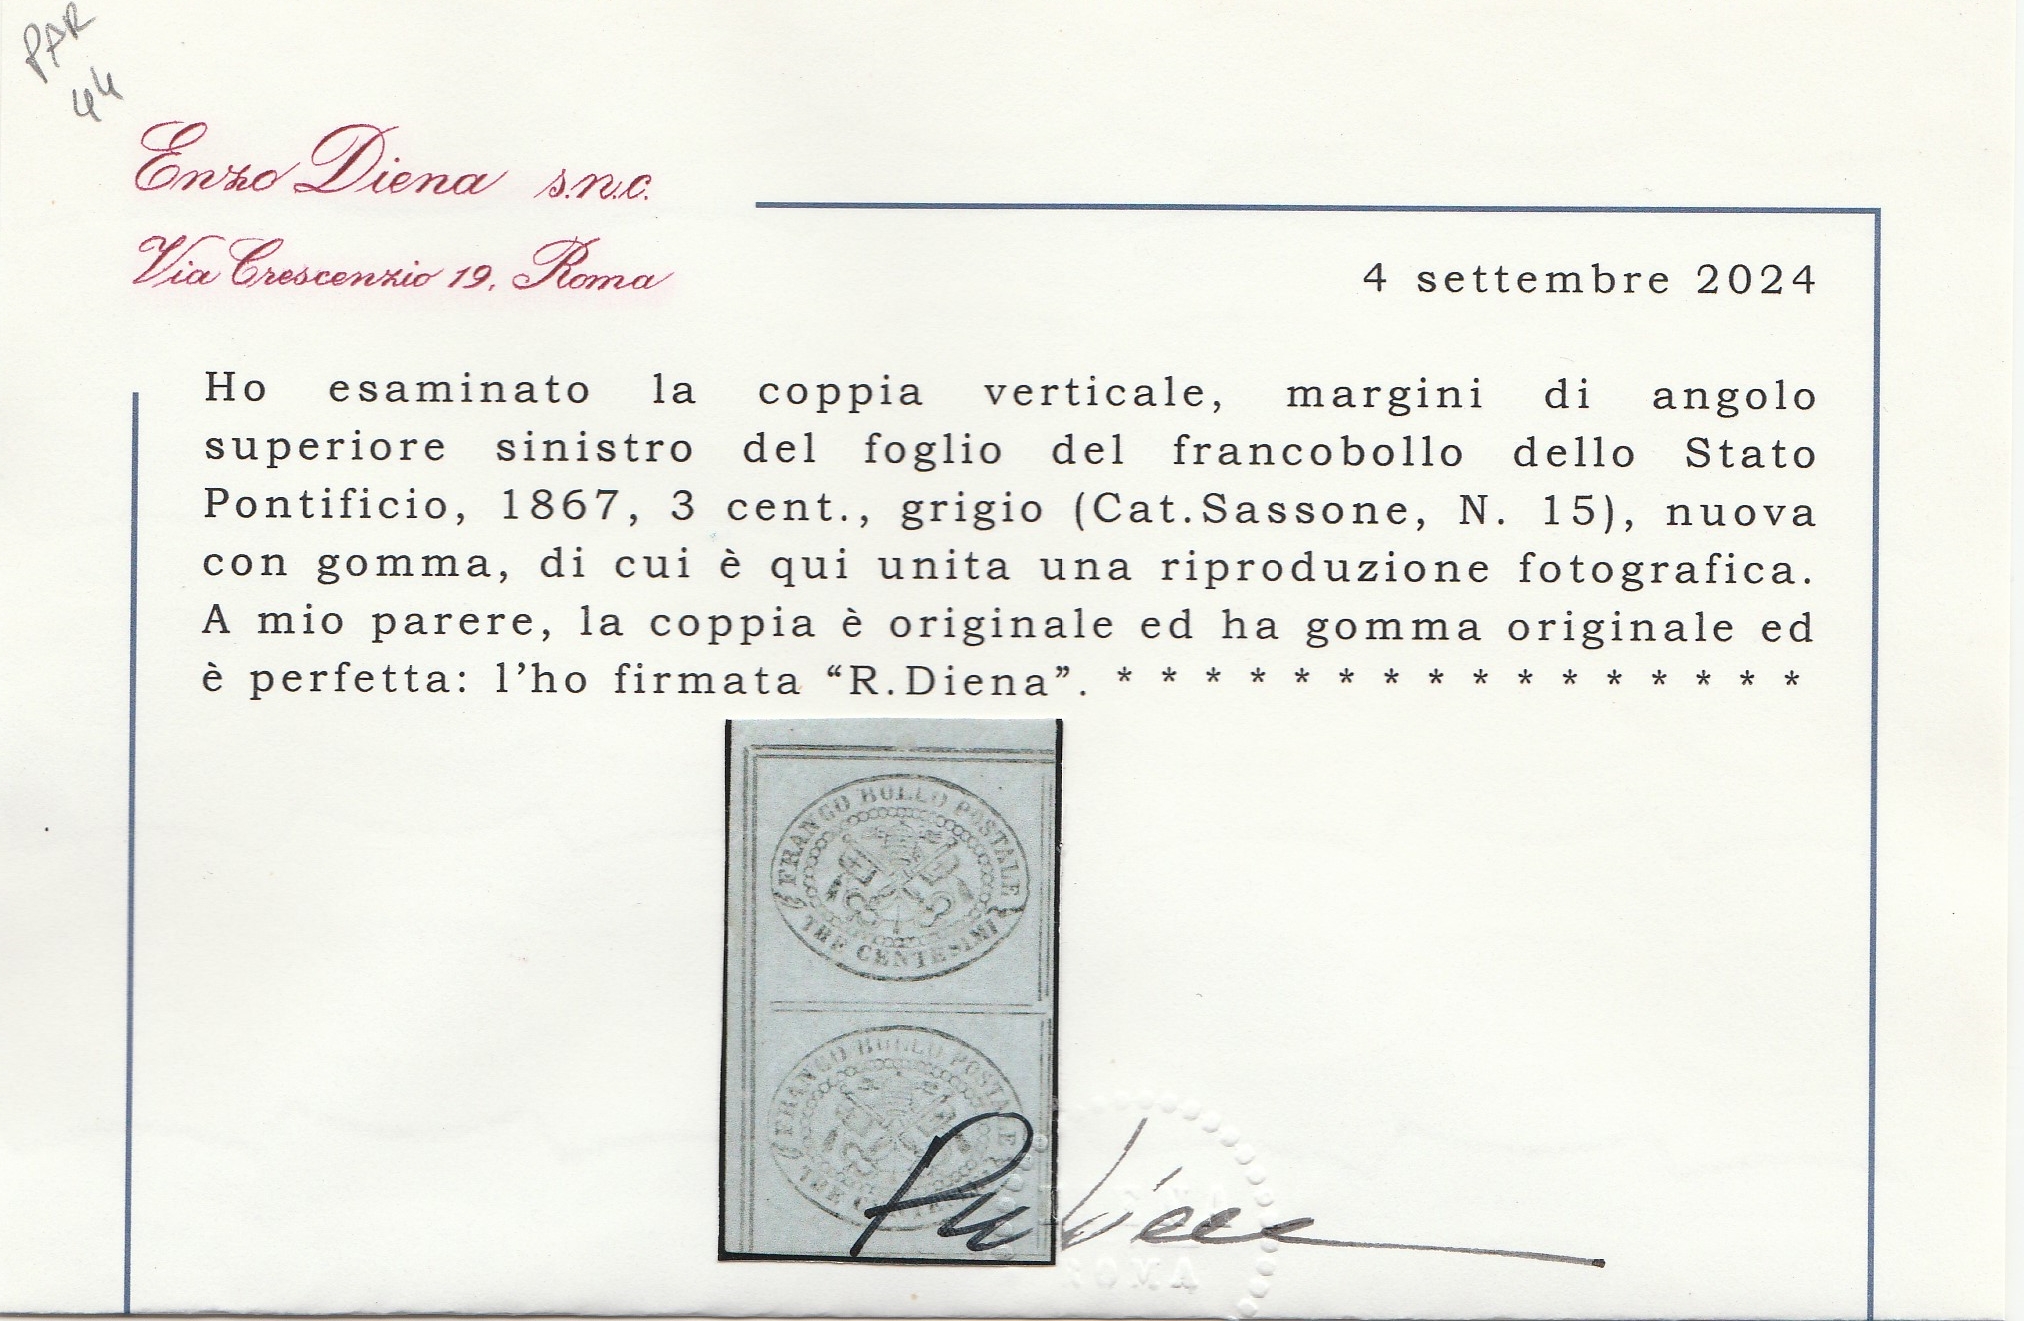 PAR
44
Enzo Diena s.n.c.
Via Crescenzio 19, Roma
4 settembre 2024
Ho esaminato la coppia verticale, margini di angolo
superiore sinistro del foglio del francobollo dello Stato
Pontificio, 1867, 3 cent., grigio (Cat.Sassone, N. 15), nuova
con gomma, di cui è qui unita una riproduzione fotografica.
A mio parere, la coppia è originale ed ha gomma originale ed
è perfetta: l’ho firmata “R.Diena”. * * * * * * * * * * * * * * * *
FRANCO BOLLO POSTALE
TRE CENTESIMI
FRANCO BOLLO POSTALE
TRE